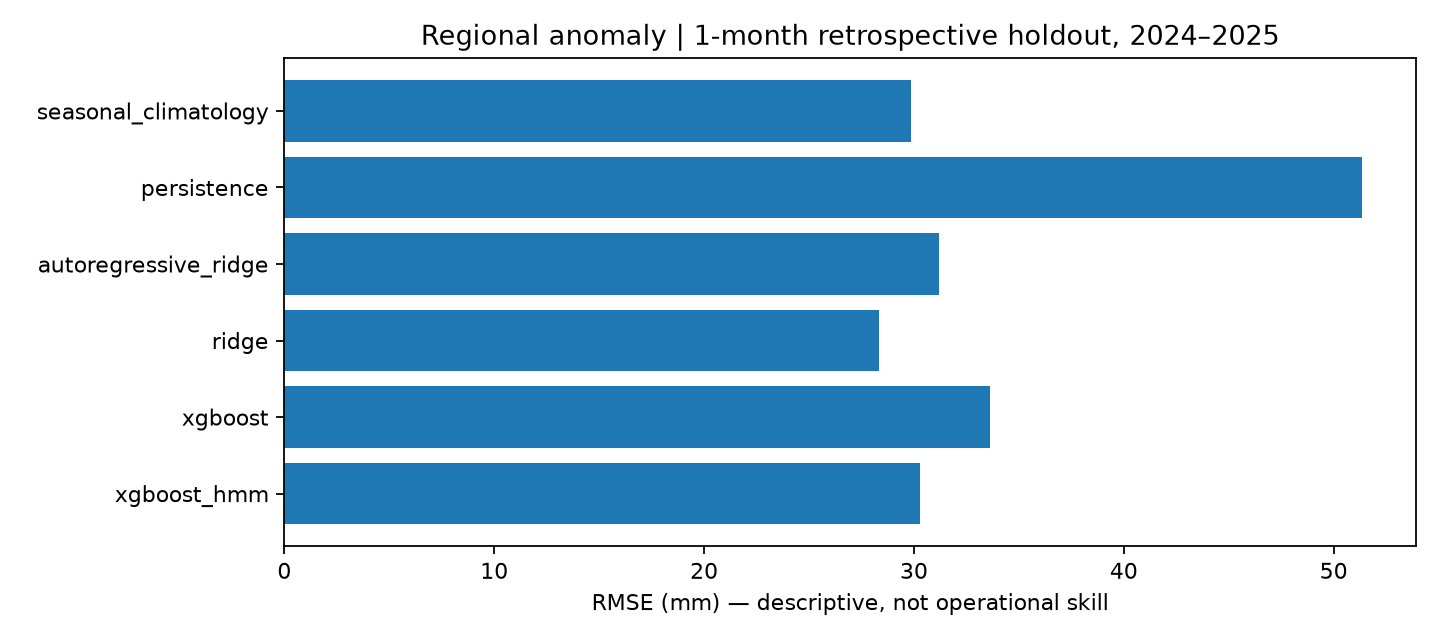 Regional anomaly | 1-month retrospective holdout, 2024–2025
seasonal_climatology
persistence
autoregressive_ridge
ridge
xgboost
xgboost_hmm
0 10 20 30 40 50
RMSE (mm) — descriptive, not operational skill